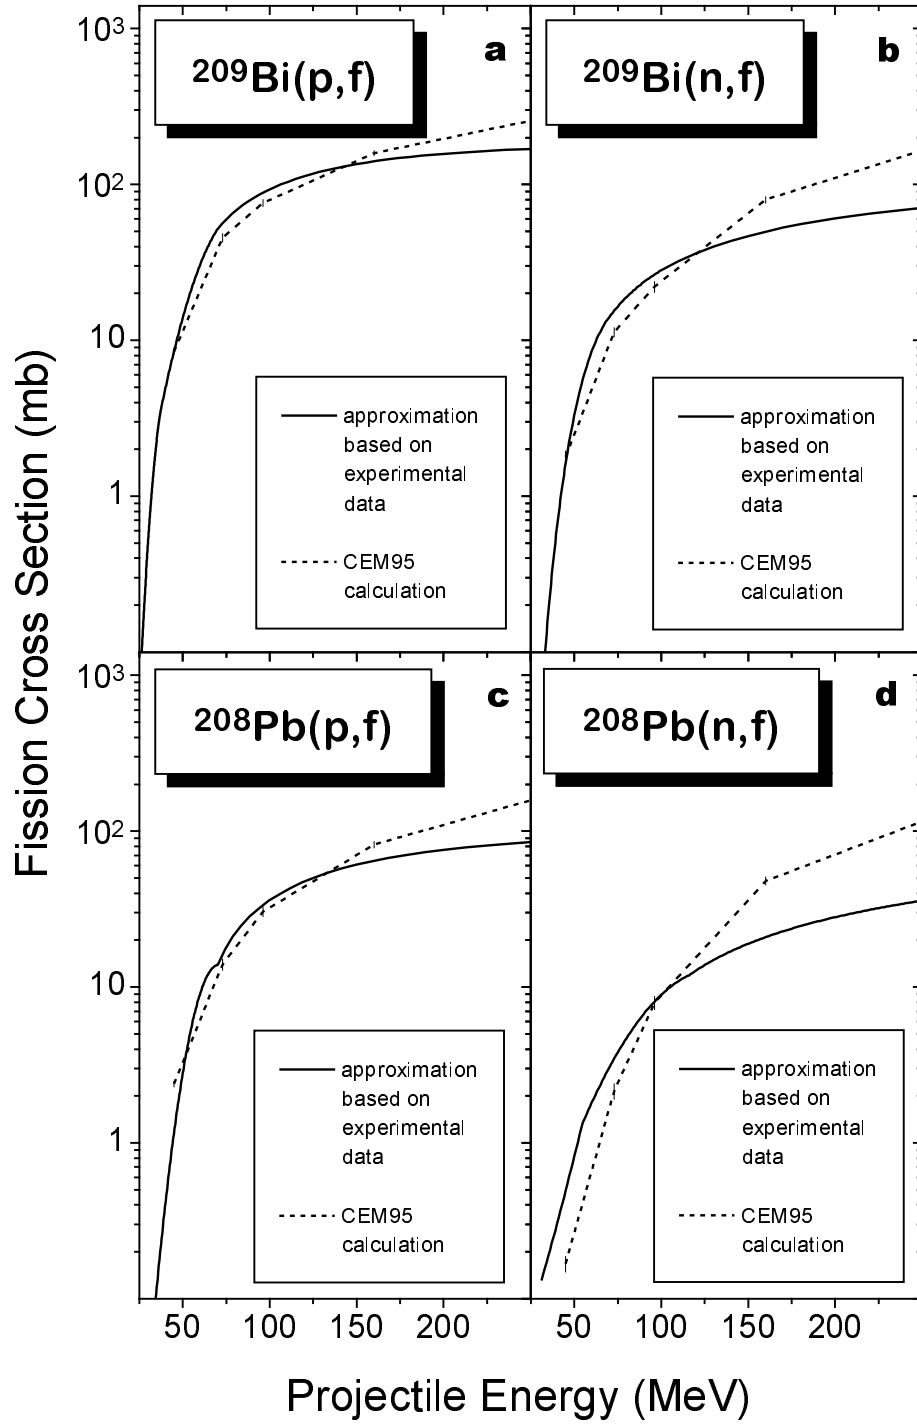 Fission Cross Section (mb)
10³
10²
10
1
²⁰⁹Bi(p,f)
a
approximation
based on
experimental
data
CEM95
calculation
²⁰⁹Bi(n,f)
b
approximation
based on
experimental
data
CEM95
calculation
10³
10²
10
1
²⁰⁸Pb(p,f)
c
approximation
based on
experimental
data
CEM95
calculation
²⁰⁸Pb(n,f)
d
approximation
based on
experimental
data
CEM95
calculation
50 100 150 200
50 100 150 200
Projectile Energy (MeV)